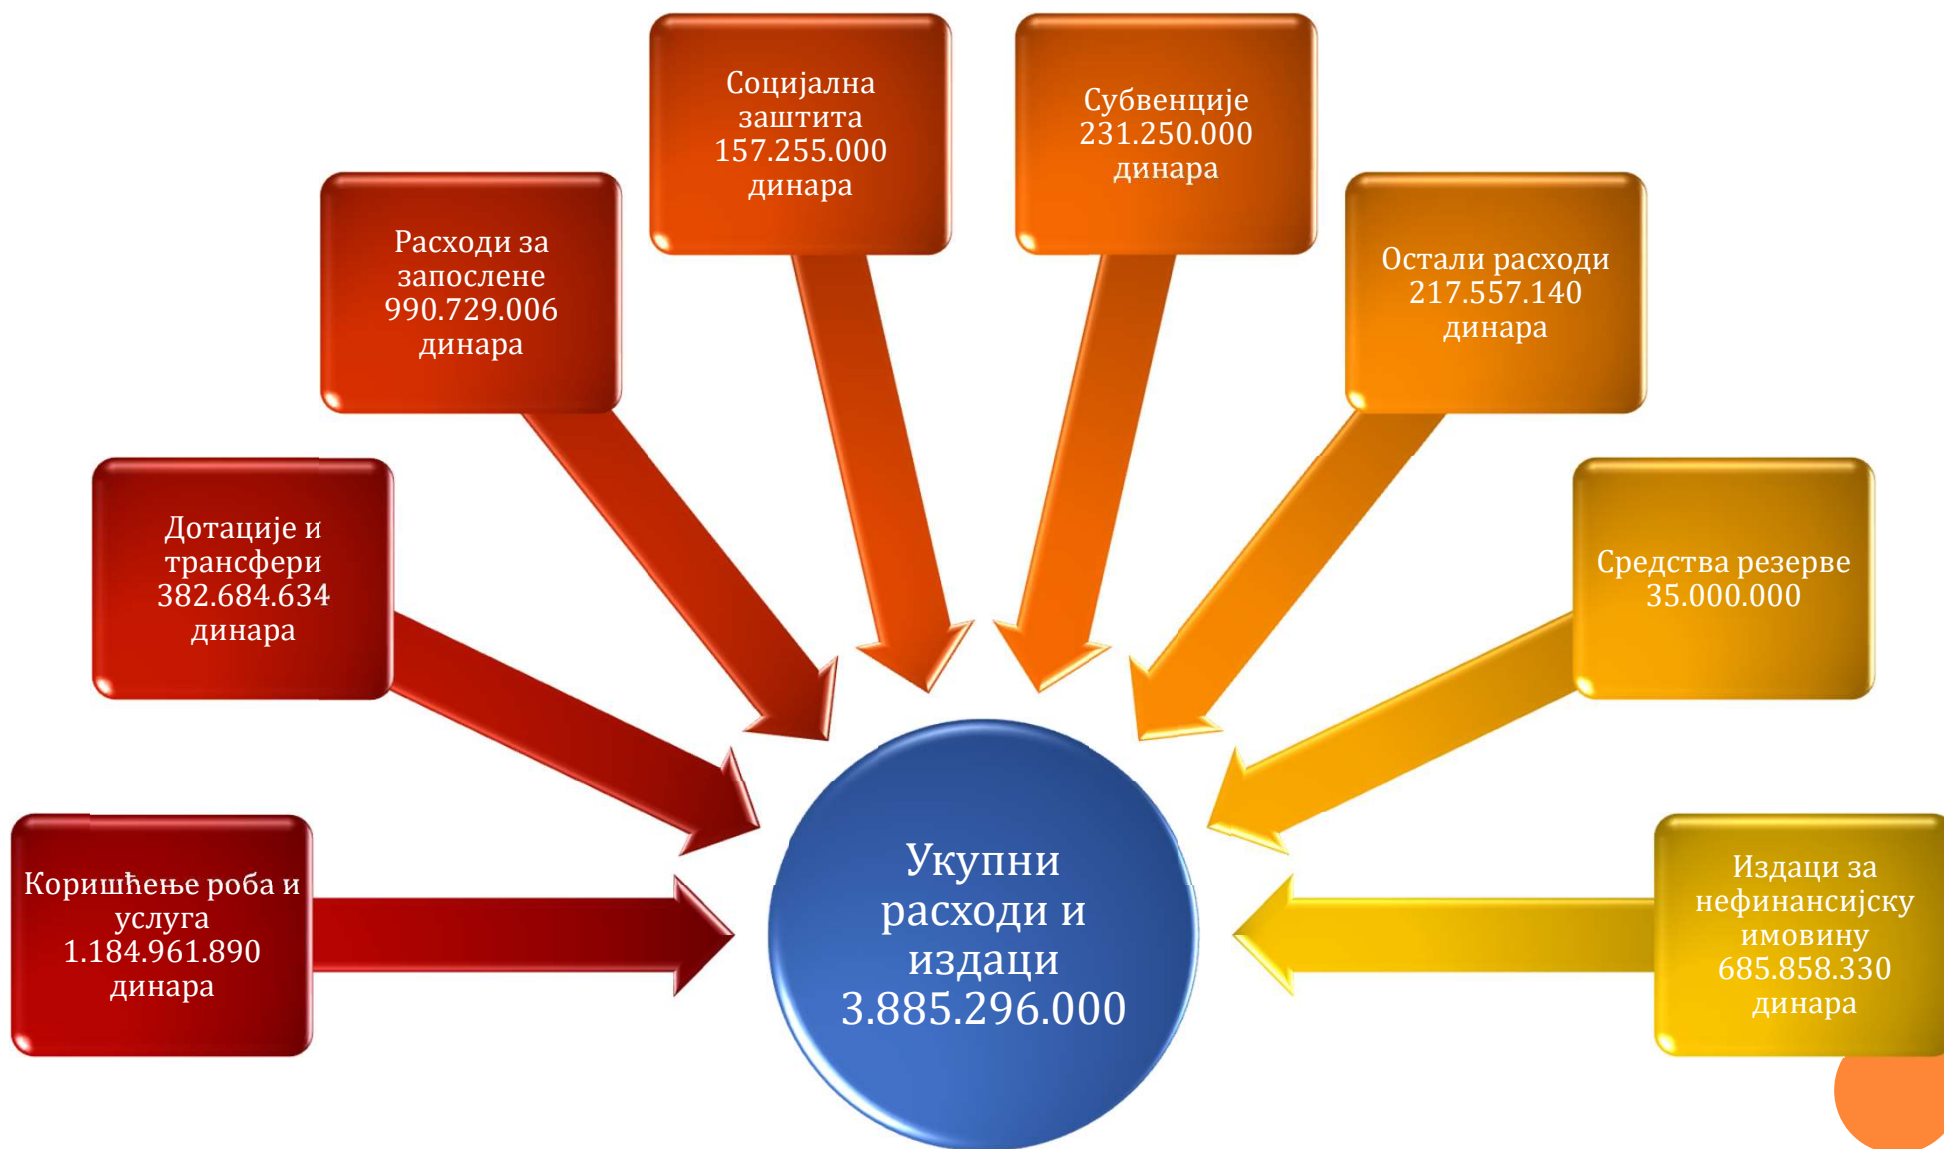 Социјална
заштита
157.255.000
динара
Субвенције
231.250.000
динара
Расходи за
запослене
990.729.006
динара
Остали расходи
217.557.140
динара
Дотације и
трансфери
382.684.634
динара
Средства резерве
35.000.000
Коришћење роба и
услуга
1.184.961.890
динара
Укупни
расходи и
издаци
3.885.296.000
Издаци за
нефинансијску
имовину
685.858.330
динара